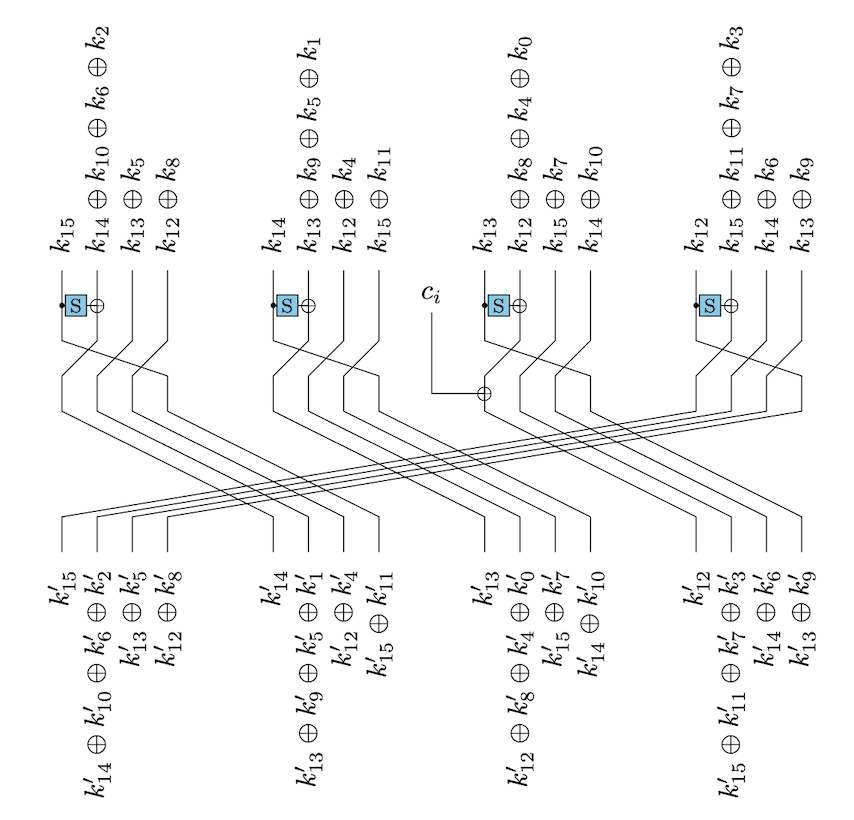 k₁₅
k₁₄ ⊕ k₁₀ ⊕ k₆ ⊕ k₂
k₁₃ ⊕ k₅
k₁₂ ⊕ k₈
k₁₄
k₁₃ ⊕ k₉ ⊕ k₅ ⊕ k₁
k₁₂ ⊕ k₄
k₁₅ ⊕ k₁₁
k₁₃
k₁₂ ⊕ k₈ ⊕ k₄ ⊕ k₀
k₁₅ ⊕ k₇
k₁₄ ⊕ k₁₀
k₁₂
k₁₅ ⊕ k₁₁ ⊕ k₇ ⊕ k₃
k₁₄ ⊕ k₆
k₁₃ ⊕ k₉
cᵢ
S
S
S
S
k′₁₅
k′₁₄ ⊕ k′₁₀ ⊕ k′₆ ⊕ k′₂
k′₁₃ ⊕ k′₅
k′₁₂ ⊕ k′₈
k′₁₄
k′₁₃ ⊕ k′₉ ⊕ k′₅ ⊕ k′₁
k′₁₂ ⊕ k′₄
k′₁₅ ⊕ k′₁₁
k′₁₃
k′₁₂ ⊕ k′₈ ⊕ k′₄ ⊕ k′₀
k′₁₅ ⊕ k′₇
k′₁₄ ⊕ k′₁₀
k′₁₂
k′₁₅ ⊕ k′₁₁ ⊕ k′₇ ⊕ k′₃
k′₁₄ ⊕ k′₆
k′₁₃ ⊕ k′₉